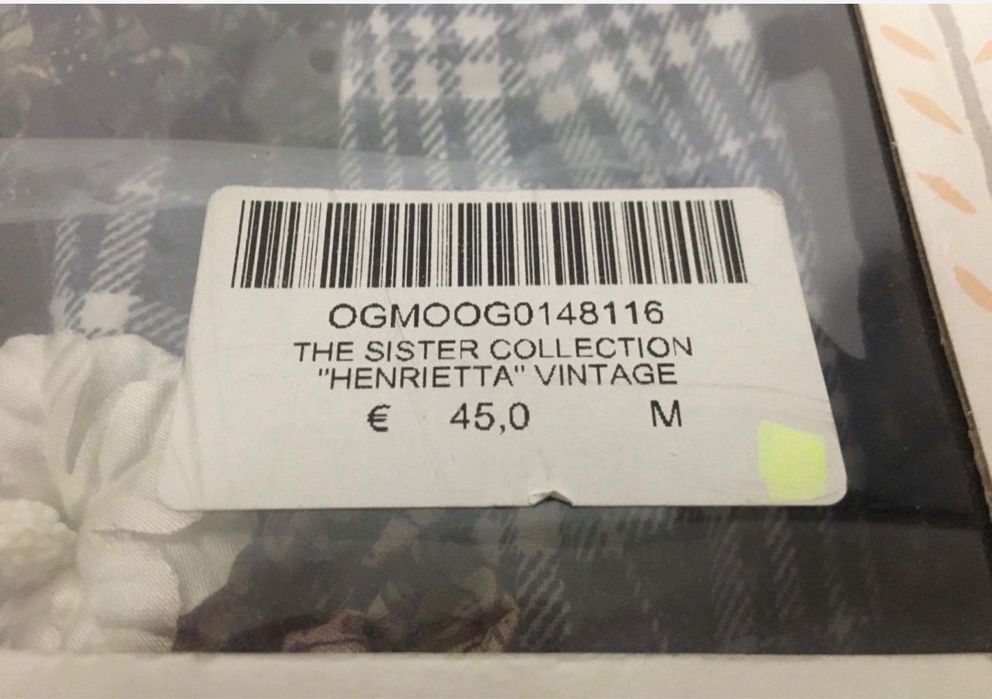 OGMOOG0148116
THE SISTER COLLECTION
"HENRIETTA" VINTAGE
€ 45,0 M